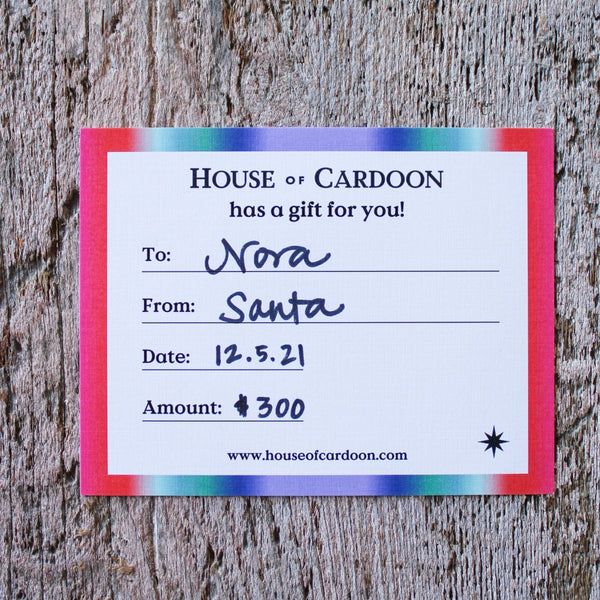 HOUSE OF CARDOON
has a gift for you!
To: Nora
From: Santa
Date: 12.5.21
Amount: $300
www.houseofcardoon.com